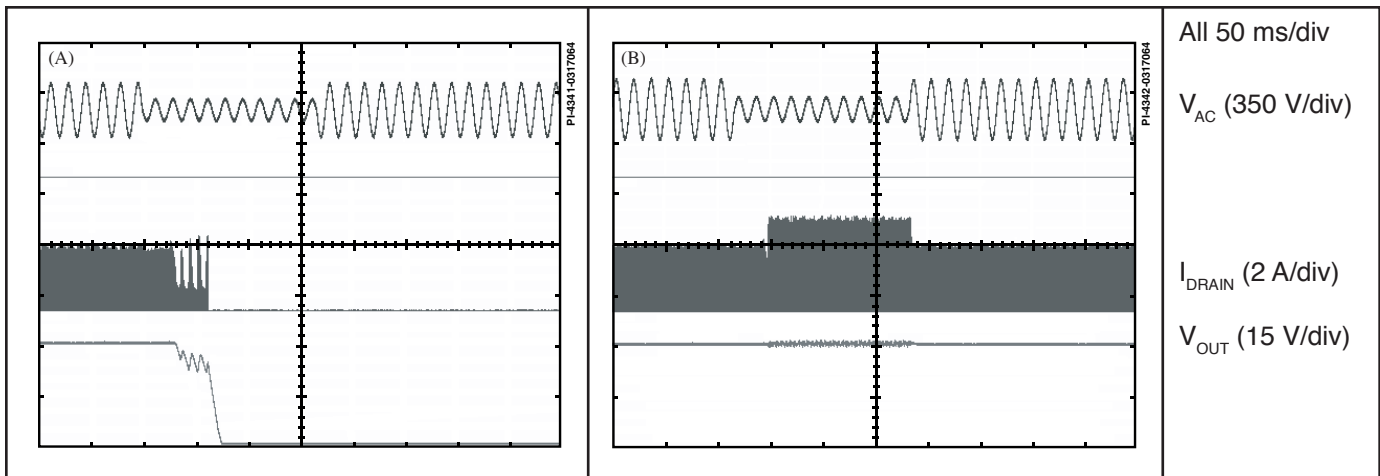 (A)
PI-4341-0317064
(B)
PI-4342-0317064
All 50 ms/div
V_AC (350 V/div)
I_DRAIN (2 A/div)
V_OUT (15 V/div)